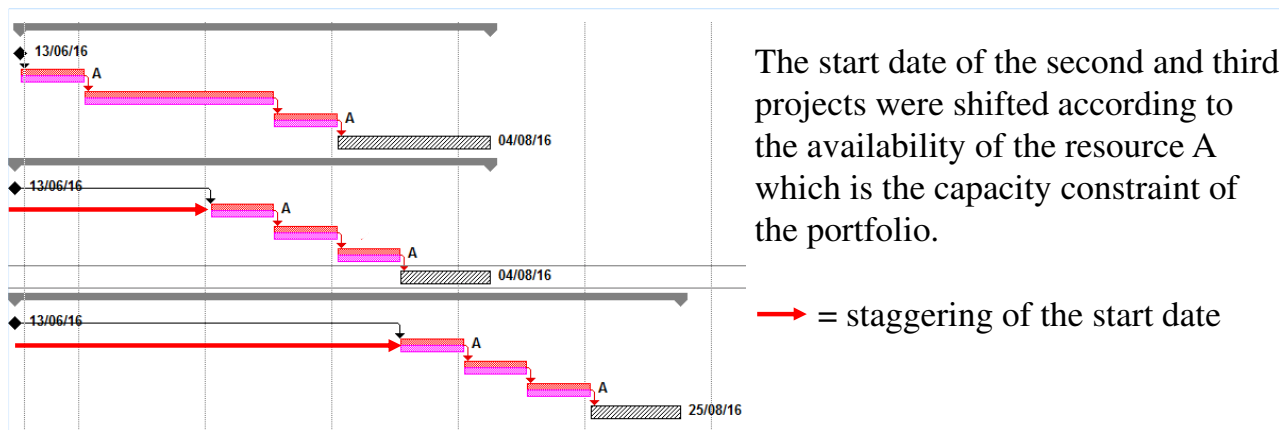 13/06/16
A
A
04/08/16
13/06/16
A
A
04/08/16
13/06/16
A
A
25/08/16
The start date of the second and third
projects were shifted according to
the availability of the resource A
which is the capacity constraint of
the portfolio.
= staggering of the start date